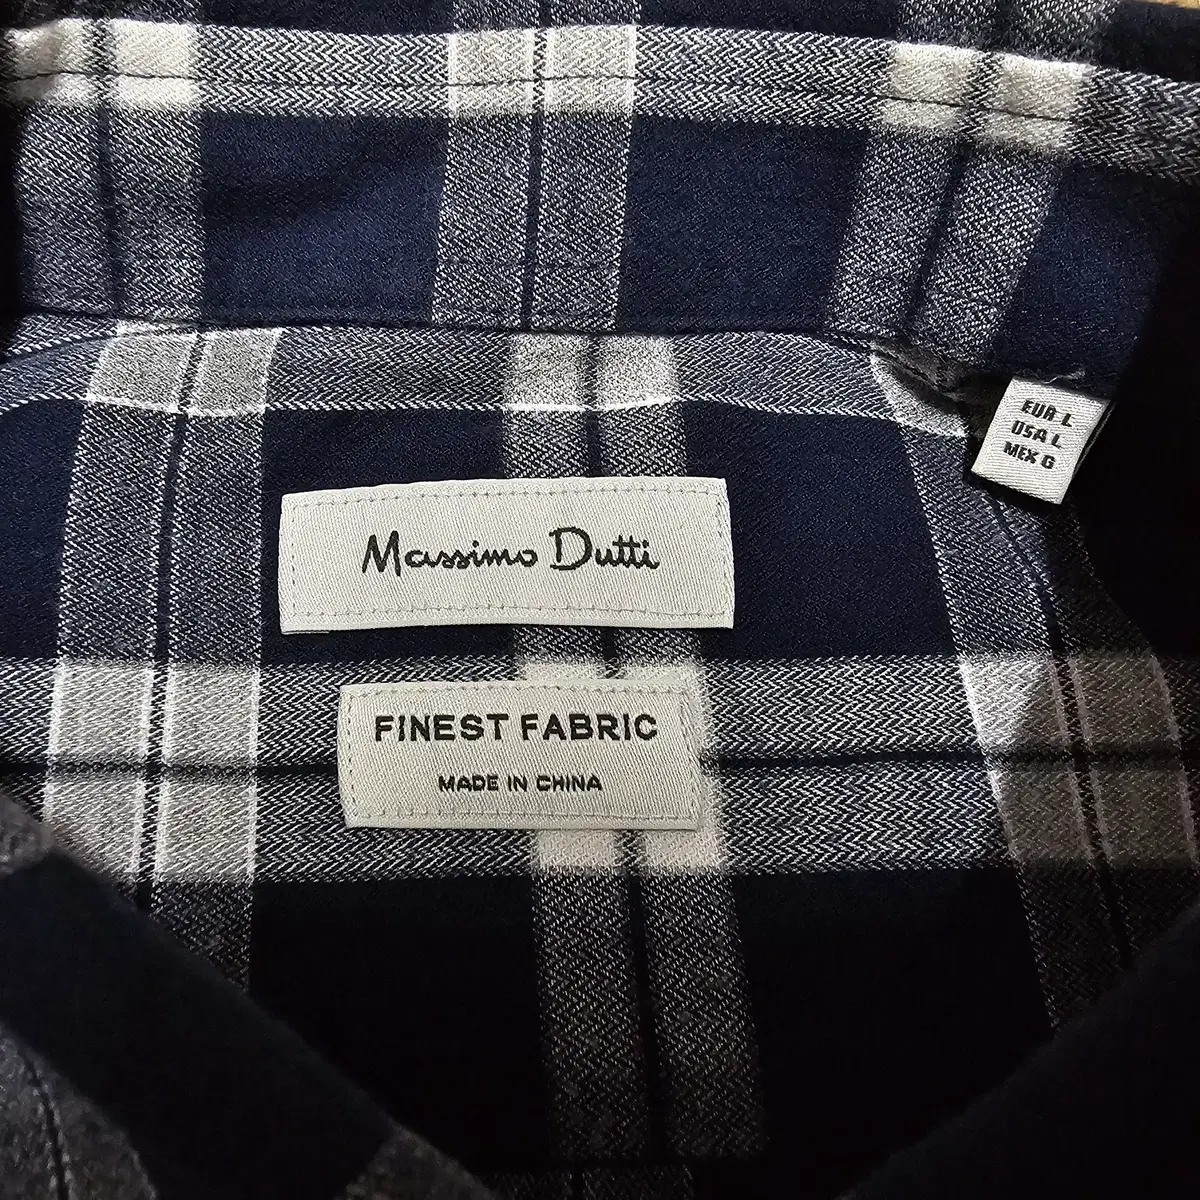 EUR L
USA L
MEX G
Massimo Dutti
FINEST FABRIC
MADE IN CHINA